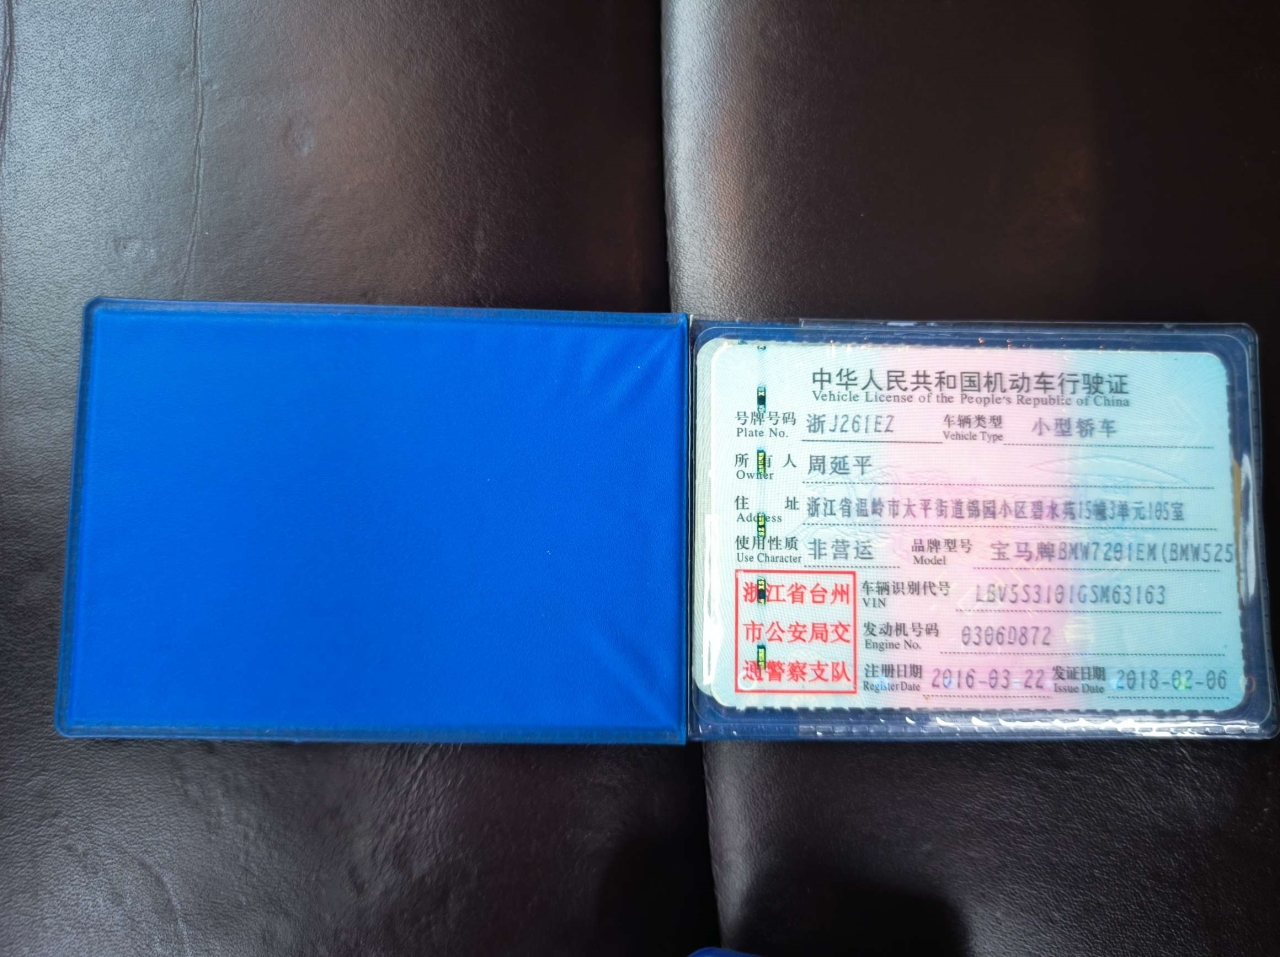 中华人民共和国机动车行驶证
Vehicle License of the People's Republic of China
号牌号码 浙J261EZ 车辆类型 小型轿车
Plate No. Vehicle Type
所有人 周延平
Owner
住址 浙江省温岭市太平街道锦园小区碧水苑15幢3单元105室
Address
使用性质 非营运 品牌型号 宝马牌BMW7201EM(BMW525
Use Character Model
浙江省台州 车辆识别代号 LBV5S3101GSM63163
VIN
市公安局交 发动机号码 0306D872
Engine No.
通警察支队 注册日期 2016-03-22 发证日期 2018-02-06
Register Date Issue Date